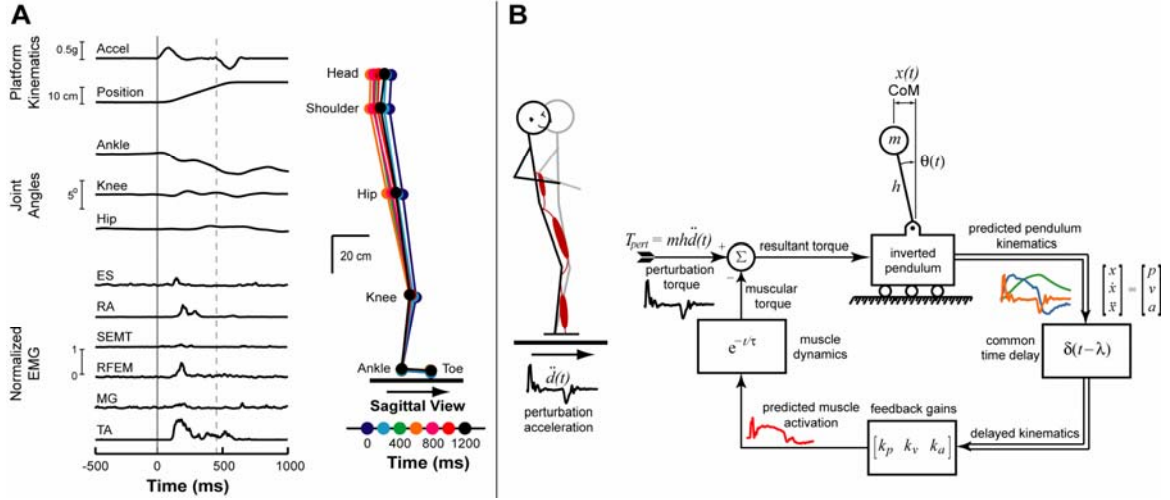 A
Platform
Kinematics
0.5g
Accel
10 cm
Position
Joint
Angles
5°
Ankle
Knee
Hip
Normalized
EMG
ES
RA
SEMT
1
0
RFEM
MG
TA
-500 0 500 1000
Time (ms)
Head
Shoulder
Hip
20 cm
Knee
Ankle
Toe
Sagittal View
0 400 800 1200
Time (ms)
B
d̈(t)
perturbation
acceleration
x(t)
CoM
m
θ(t)
h
T_pert = mhd̈(t)
+
Σ
−
resultant torque
perturbation
torque
muscular
torque
inverted
pendulum
predicted pendulum
kinematics
[x ẋ ẍ] = [p v a]
common
time delay
δ(t−λ)
e^−t/τ
muscle
dynamics
predicted muscle
activation
feedback gains
[k_p k_v k_a]
delayed kinematics